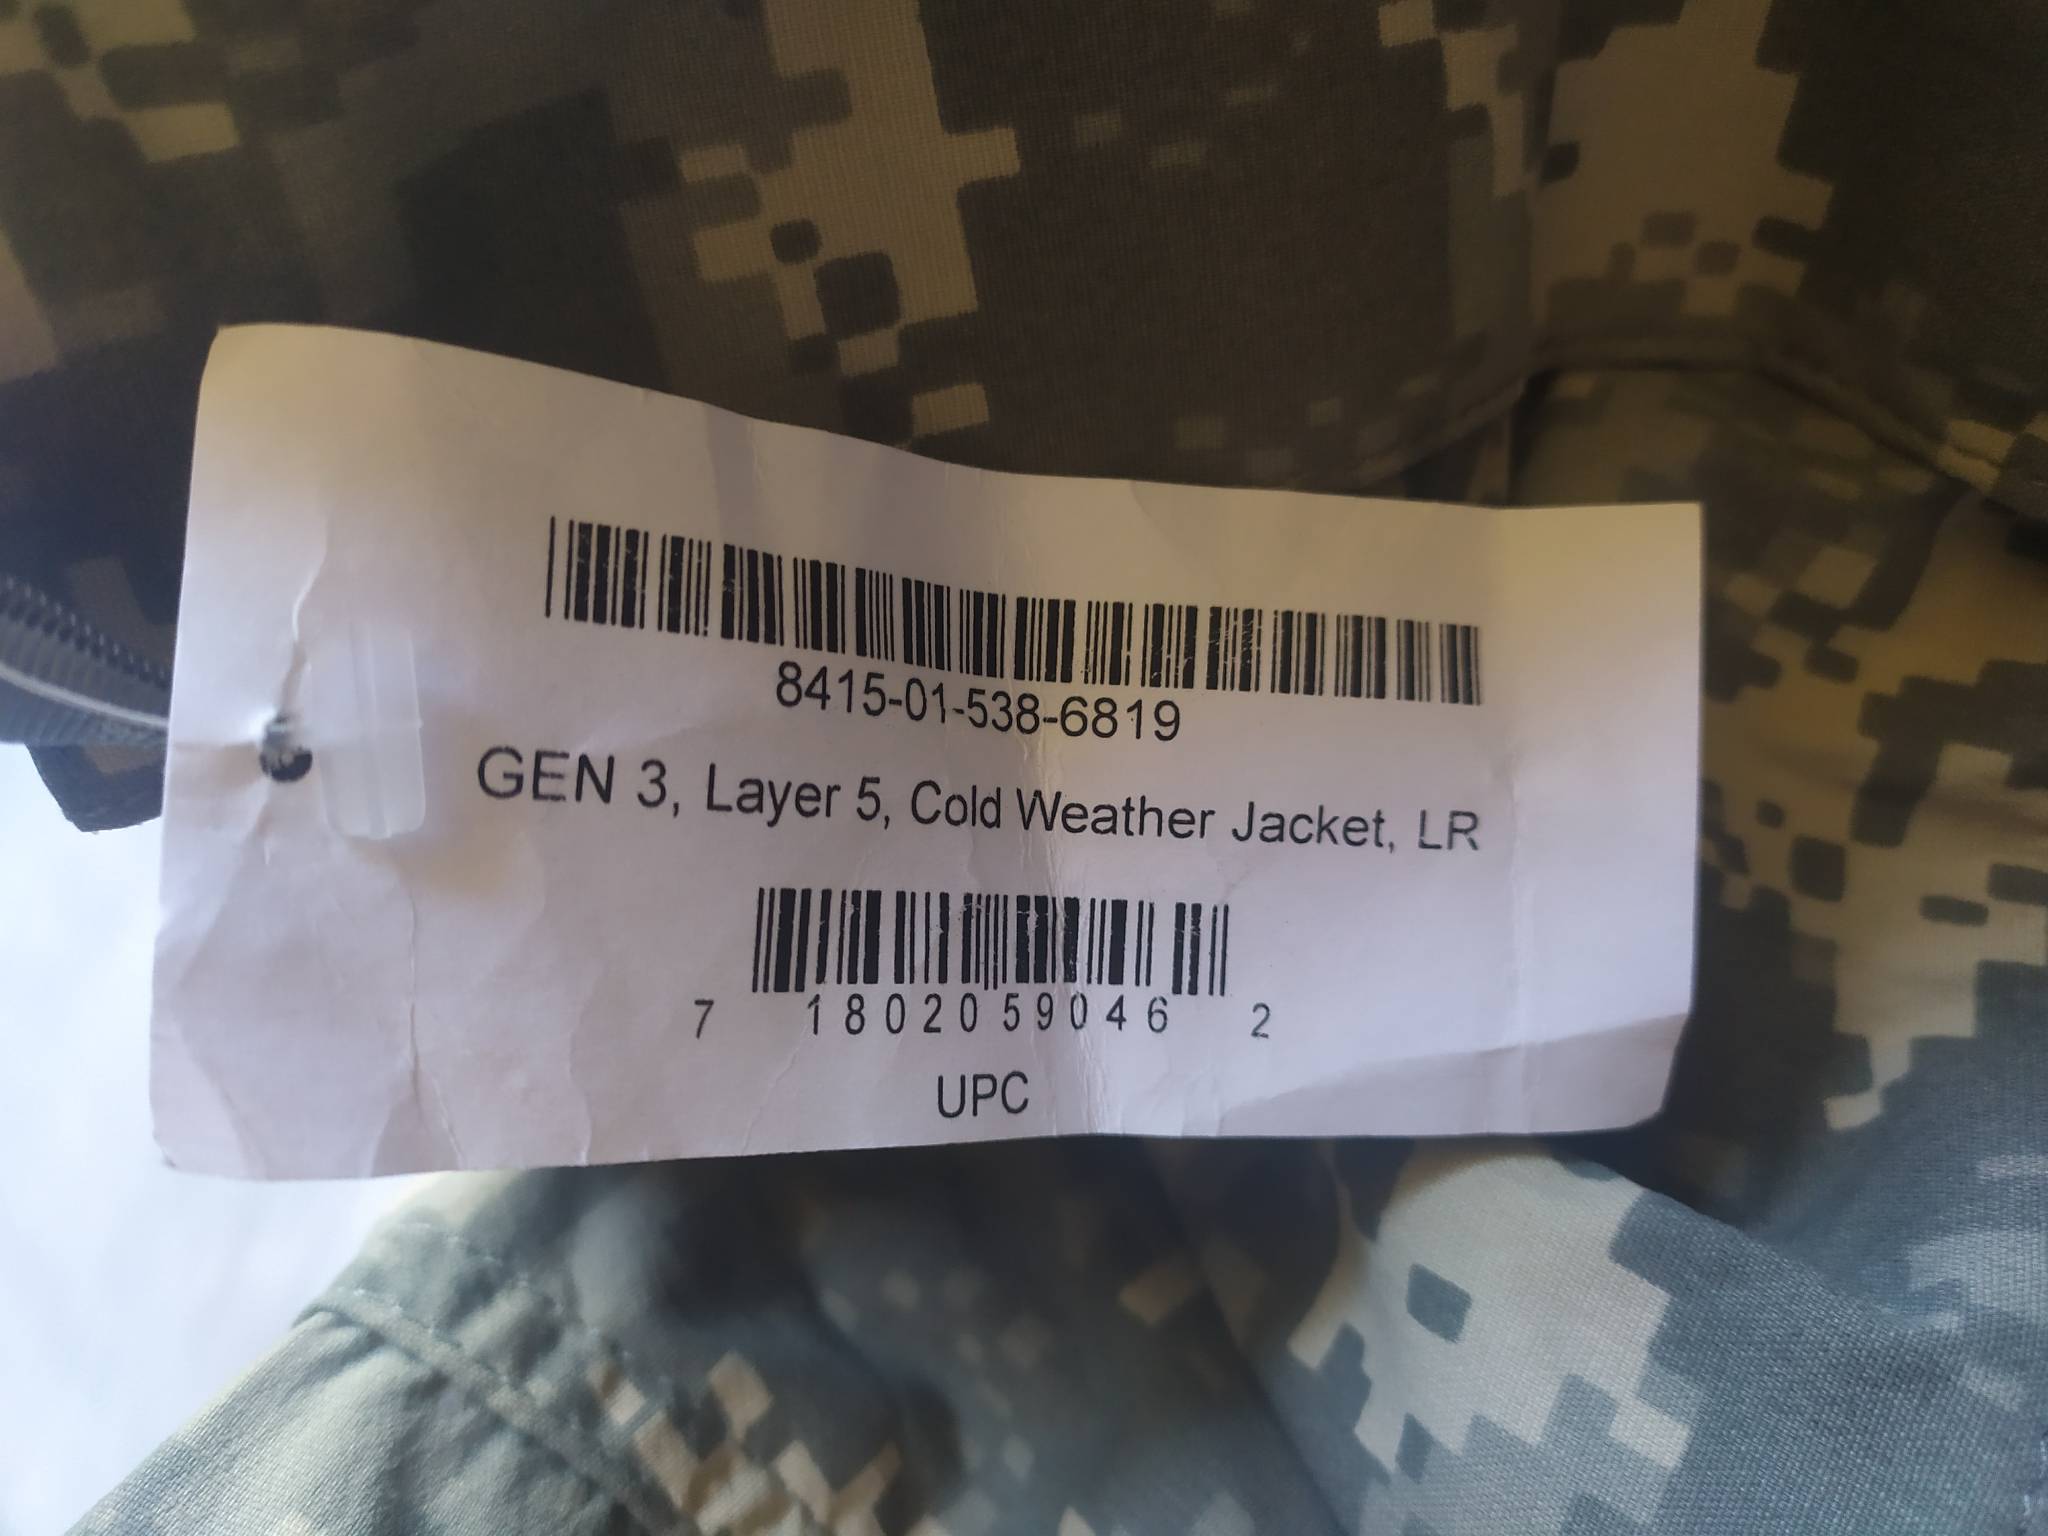 8415-01-538-6819
GEN 3, Layer 5, Cold Weather Jacket, LR
7 1802059046 2
UPC